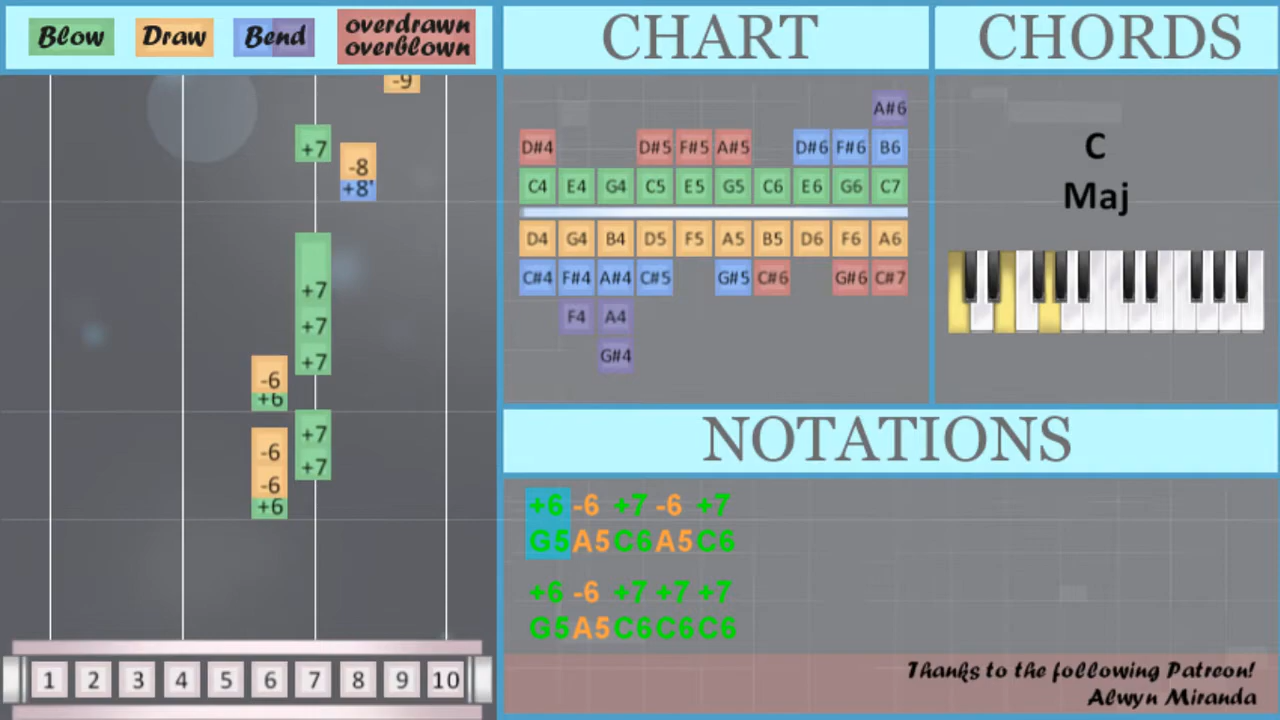 Blow Draw Bend overdrawn
overblown
CHART
CHORDS
-9
+7
-8
+8'
+7
+7
+7
-6
+6
+7
-6
+7
-6
+6
1 2 3 4 5 6 7 8 9 10
A#6
D#4 D#5 F#5 A#5 D#6 F#6 B6
C4 E4 G4 C5 E5 G5 C6 E6 G6 C7
D4 G4 B4 D5 F5 A5 B5 D6 F6 A6
C#4 F#4 A#4 C#5 G#5 C#6 G#6 C#7
F4 A4
G#4
C
Maj
NOTATIONS
+6 -6 +7 -6 +7
G5 A5 C6 A5 C6
+6 -6 +7 +7 +7
G5 A5 C6 C6 C6
Thanks to the following Patreon!
Alwyn Miranda